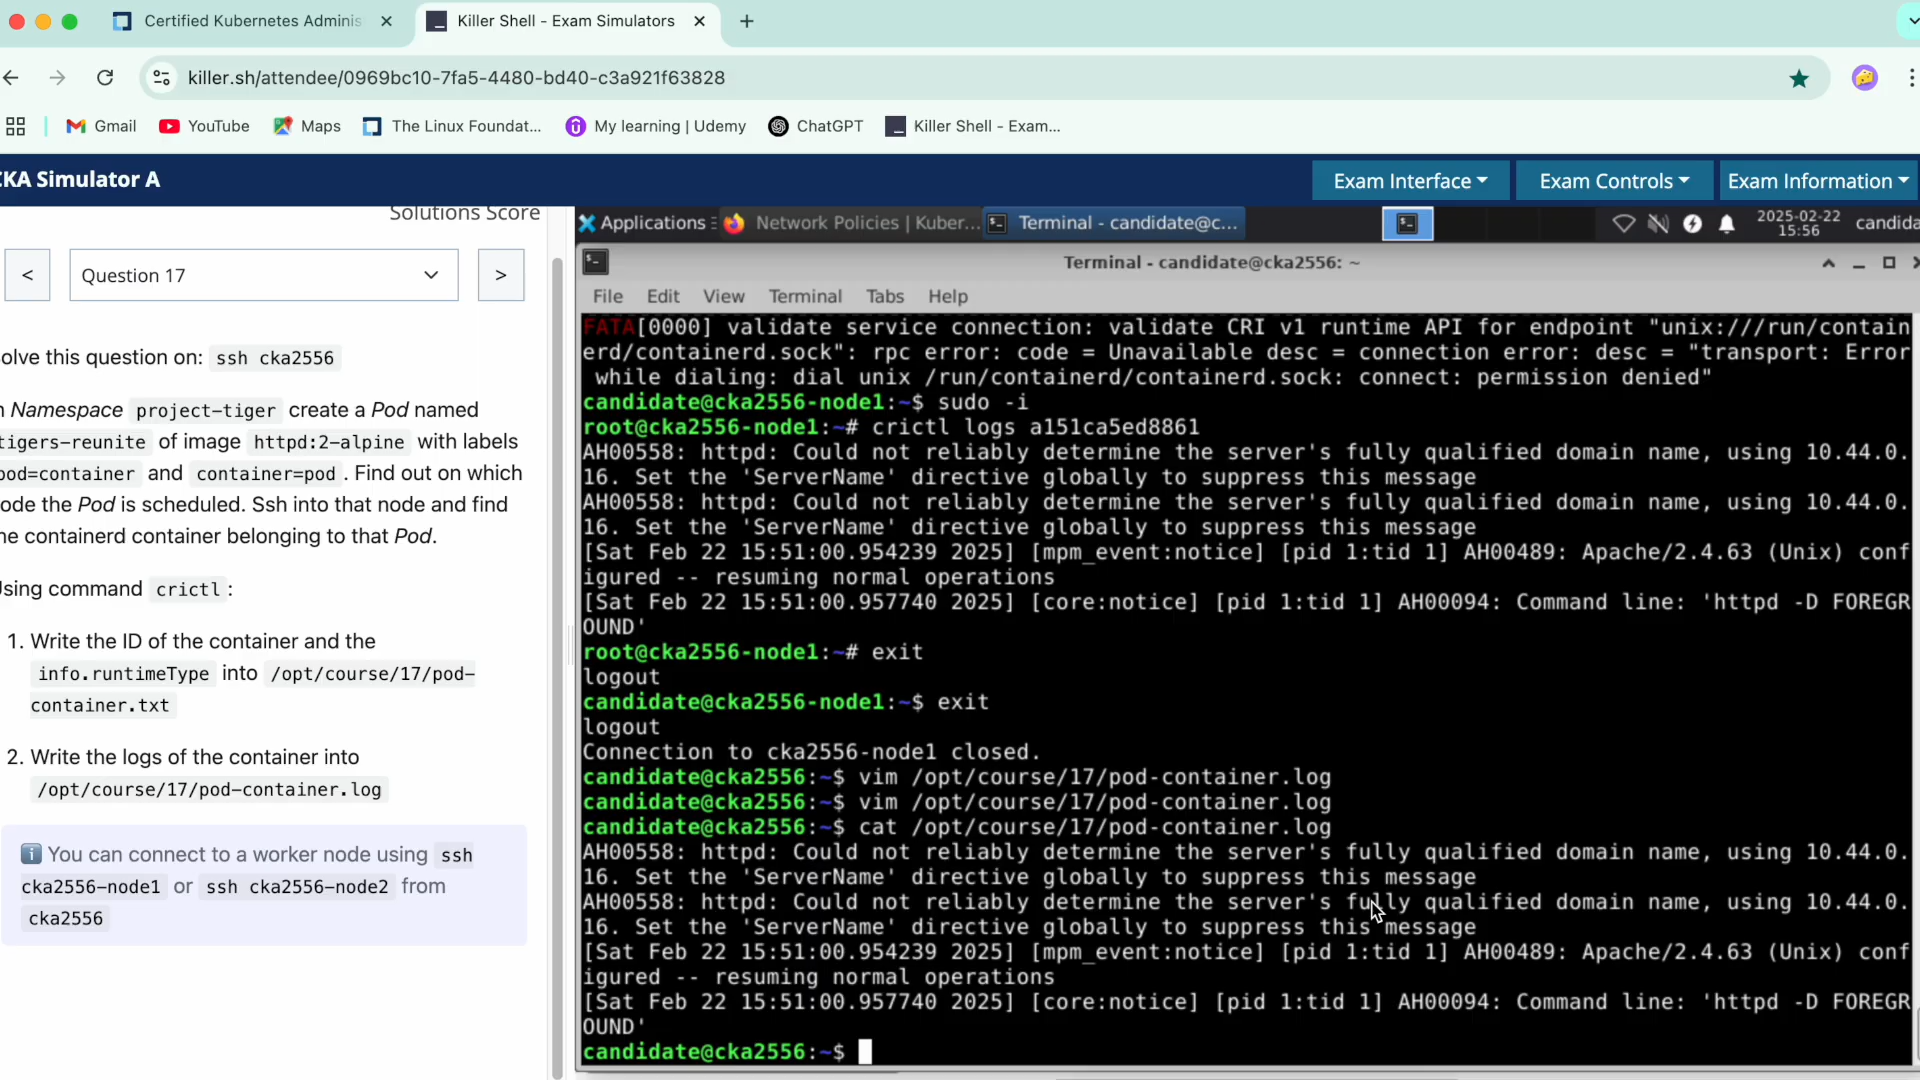 Certified Kubernetes Adminis
Killer Shell - Exam Simulators
killer.sh/attendee/0969bc10-7fa5-4480-bd40-c3a921f63828
Gmail
YouTube
Maps
The Linux Foundat...
My learning | Udemy
ChatGPT
Killer Shell - Exam...
CKA Simulator A
Exam Interface
Exam Controls
Exam Information
Solutions Score
<
Question 17
>
olve this question on: ssh cka2556
n Namespace project-tiger create a Pod named
tigers-reunite of image httpd:2-alpine with labels
pod=container and container=pod. Find out on which
ode the Pod is scheduled. Ssh into that node and find
he containerd container belonging to that Pod.
Using command crictl:
1. Write the ID of the container and the
info.runtimeType into /opt/course/17/pod-
container.txt
2. Write the logs of the container into
/opt/course/17/pod-container.log
You can connect to a worker node using ssh
cka2556-node1 or ssh cka2556-node2 from
cka2556
Applications
Network Policies | Kuber...
Terminal - candidate@c...
2025-02-22
15:56
candida
Terminal - candidate@cka2556: ~
File Edit View Terminal Tabs Help
FATA[0000] validate service connection: validate CRI v1 runtime API for endpoint "unix:///run/contain
erd/containerd.sock": rpc error: code = Unavailable desc = connection error: desc = "transport: Error
while dialing: dial unix /run/containerd/containerd.sock: connect: permission denied"
candidate@cka2556-node1:~$ sudo -i
root@cka2556-node1:~# crictl logs a151ca5ed8861
AH00558: httpd: Could not reliably determine the server's fully qualified domain name, using 10.44.0.
16. Set the 'ServerName' directive globally to suppress this message
AH00558: httpd: Could not reliably determine the server's fully qualified domain name, using 10.44.0.
16. Set the 'ServerName' directive globally to suppress this message
[Sat Feb 22 15:51:00.954239 2025] [mpm_event:notice] [pid 1:tid 1] AH00489: Apache/2.4.63 (Unix) conf
igured -- resuming normal operations
[Sat Feb 22 15:51:00.957740 2025] [core:notice] [pid 1:tid 1] AH00094: Command line: 'httpd -D FOREGR
OUND'
root@cka2556-node1:~# exit
logout
candidate@cka2556-node1:~$ exit
logout
Connection to cka2556-node1 closed.
candidate@cka2556:~$ vim /opt/course/17/pod-container.log
candidate@cka2556:~$ vim /opt/course/17/pod-container.log
candidate@cka2556:~$ cat /opt/course/17/pod-container.log
AH00558: httpd: Could not reliably determine the server's fully qualified domain name, using 10.44.0.
16. Set the 'ServerName' directive globally to suppress this message
AH00558: httpd: Could not reliably determine the server's fully qualified domain name, using 10.44.0.
16. Set the 'ServerName' directive globally to suppress this message
[Sat Feb 22 15:51:00.954239 2025] [mpm_event:notice] [pid 1:tid 1] AH00489: Apache/2.4.63 (Unix) conf
igured -- resuming normal operations
[Sat Feb 22 15:51:00.957740 2025] [core:notice] [pid 1:tid 1] AH00094: Command line: 'httpd -D FOREGR
OUND'
candidate@cka2556:~$